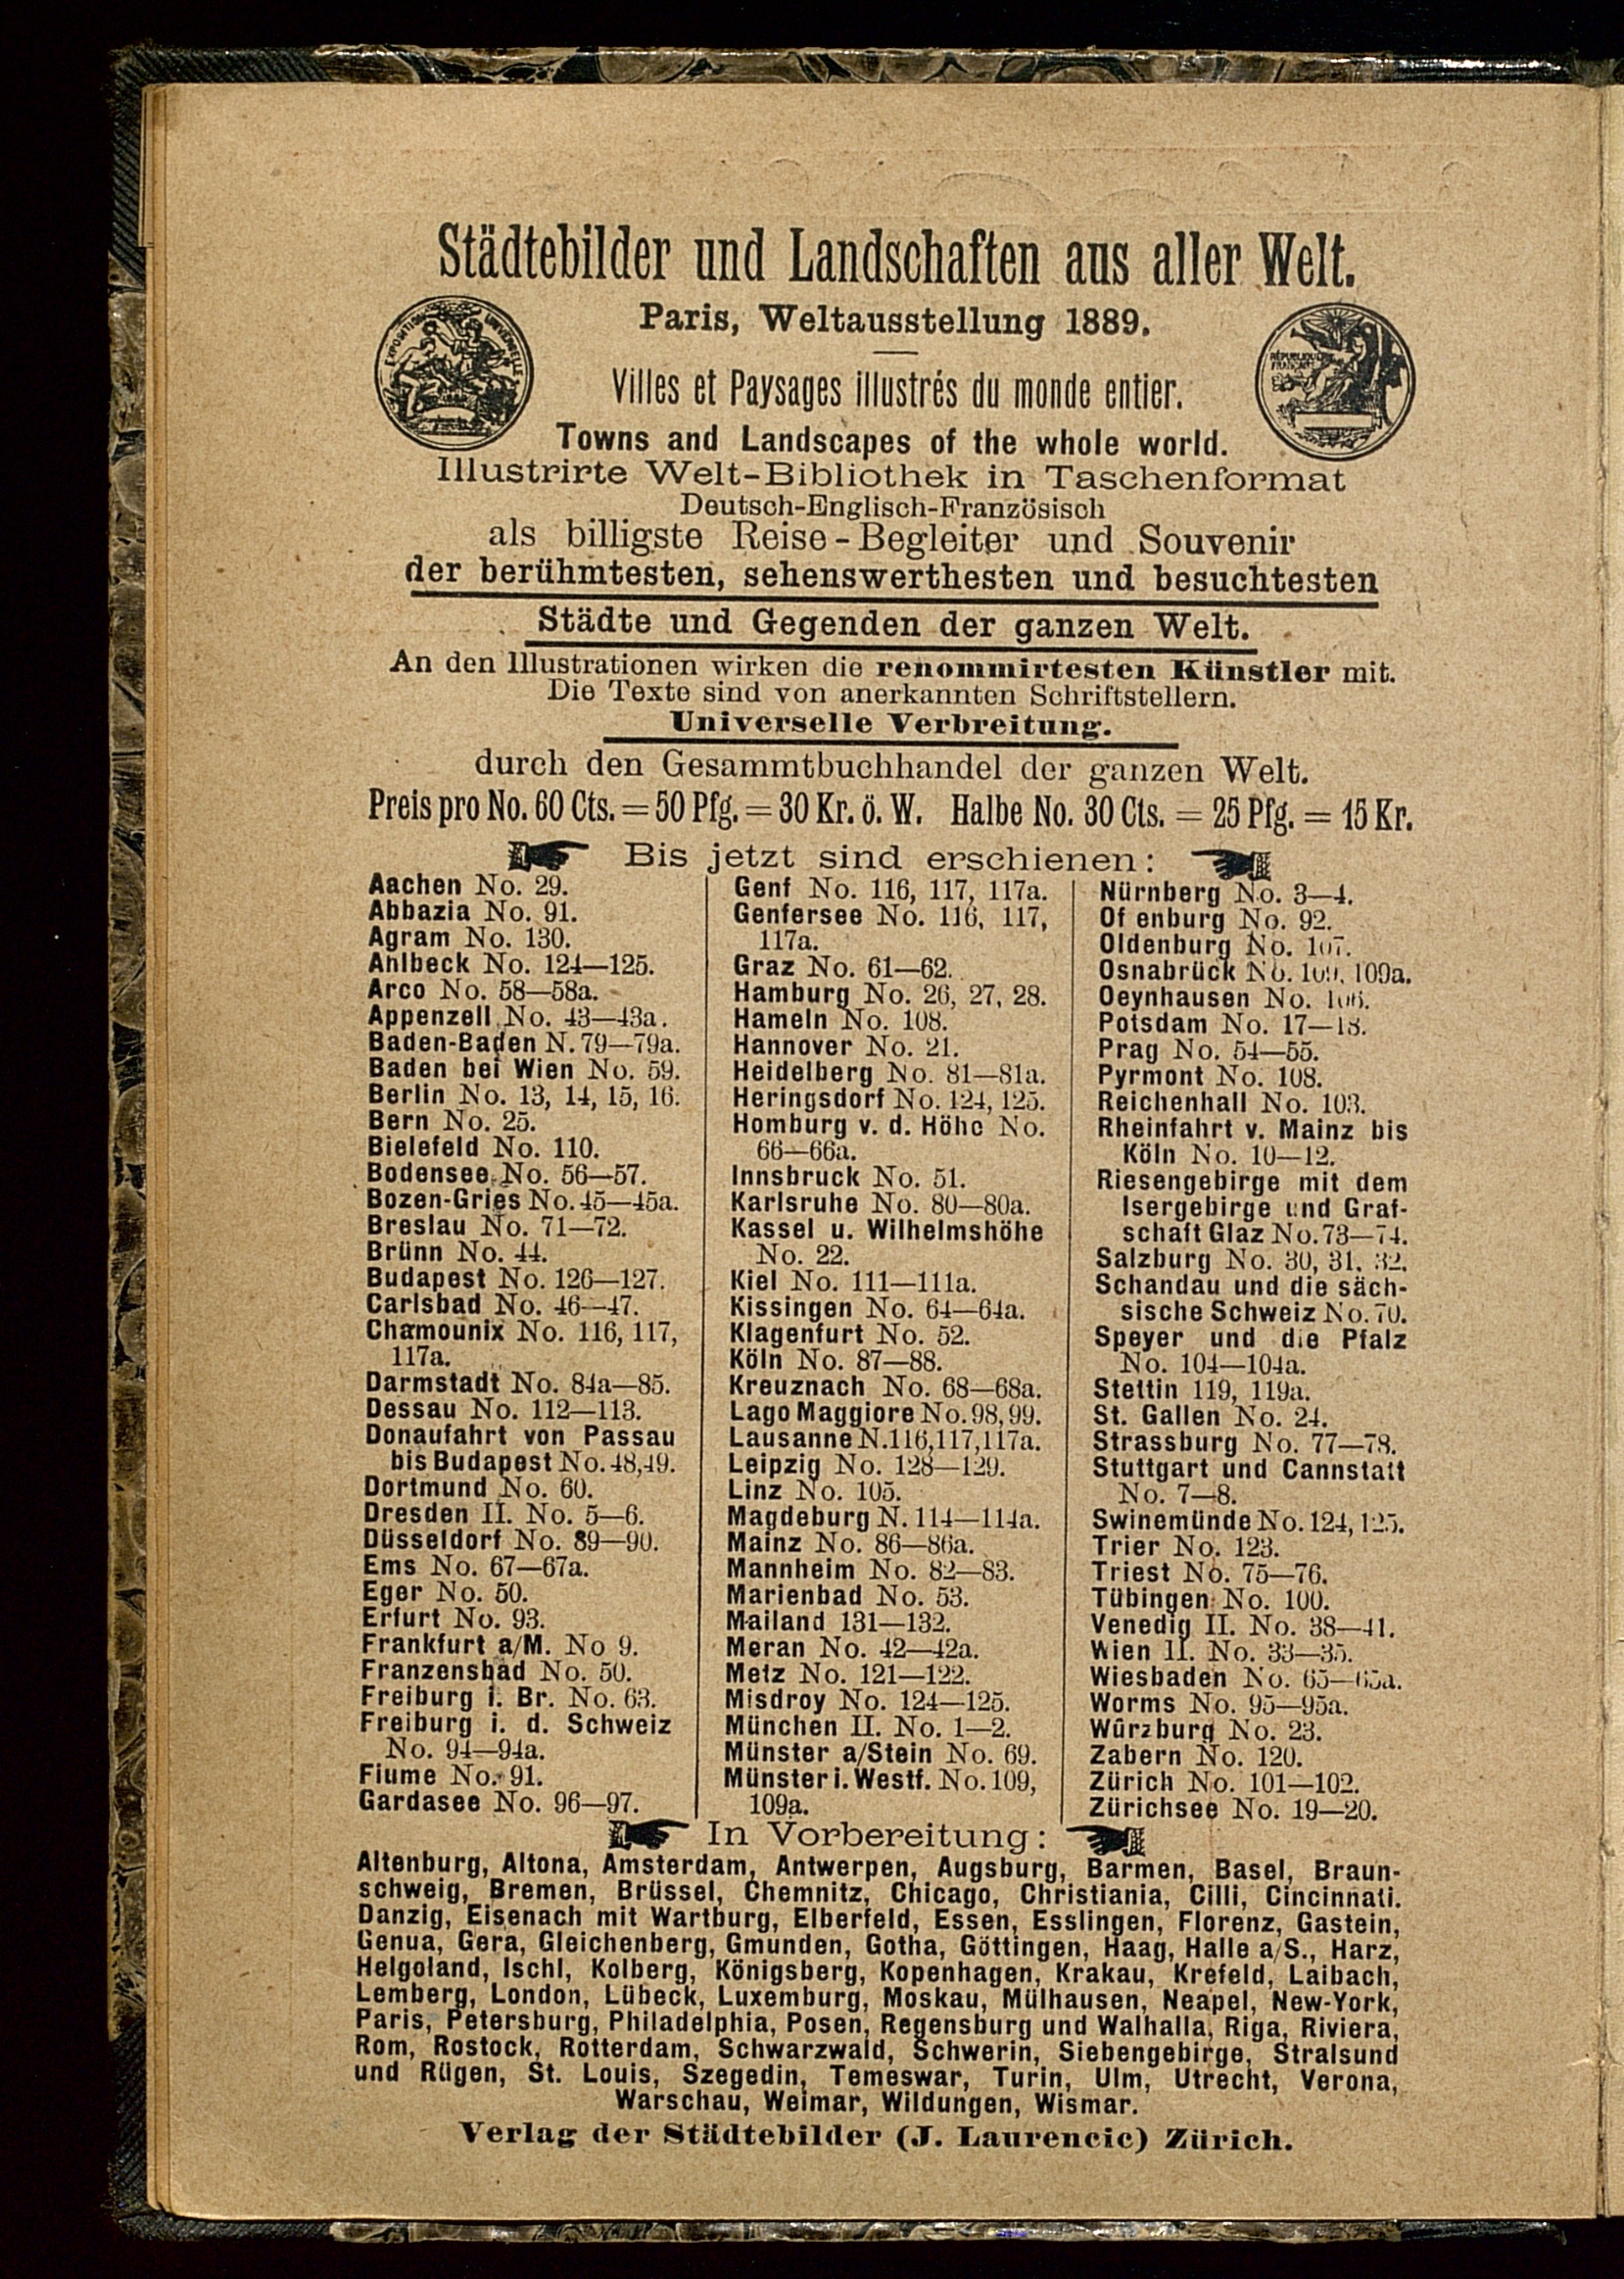 Städtebilder und Landschaften aus aller Welt.
Paris, Weltausstellung 1889.
EXPOSITION UNIVERSELLE
RÉPUBLIQUE FRANÇAISE
Villes et Paysages illustrés du monde entier.
Towns and Landscapes of the whole world.
Illustrirte Welt-Bibliothek in Taschenformat
Deutsch-Englisch-Französisch
als billigste Reise-Begleiter und Souvenir
der berühmtesten, sehenswerthesten und besuchtesten
Städte und Gegenden der ganzen Welt.
An den Illustrationen wirken die renommirtesten Künstler mit.
Die Texte sind von anerkannten Schriftstellern.
Universelle Verbreitung.
durch den Gesammtbuchhandel der ganzen Welt.
Preis pro No. 60 Cts. = 50 Pfg. = 30 Kr. ö. W. Halbe No. 30 Cts. = 25 Pfg. = 15 Kr.
Bis jetzt sind erschienen:
Aachen No. 29.
Abbazia No. 91.
Agram No. 130.
Ahlbeck No. 124—125.
Arco No. 58—58a.
Appenzell No. 43—43a.
Baden-Baden N. 79—79a.
Baden bei Wien No. 59.
Berlin No. 13, 14, 15, 16.
Bern No. 25.
Bielefeld No. 110.
Bodensee No. 56—57.
Bozen-Gries No. 45—45a.
Breslau No. 71—72.
Brünn No. 44.
Budapest No. 126—127.
Carlsbad No. 46—47.
Chamounix No. 116, 117,
117a.
Darmstadt No. 84a—85.
Dessau No. 112—113.
Donaufahrt von Passau
bis Budapest No. 48,49.
Dortmund No. 60.
Dresden II. No. 5—6.
Düsseldorf No. 89—90.
Ems No. 67—67a.
Eger No. 50.
Erfurt No. 93.
Frankfurt a/M. No 9.
Franzensbad No. 50.
Freiburg i. Br. No. 63.
Freiburg i. d. Schweiz
No. 94—94a.
Fiume No. 91.
Gardasee No. 96—97.
Genf No. 116, 117, 117a.
Genfersee No. 116, 117,
117a.
Graz No. 61—62.
Hamburg No. 26, 27, 28.
Hameln No. 108.
Hannover No. 21.
Heidelberg No. 81—81a.
Heringsdorf No. 124, 125.
Homburg v. d. Höhe No.
66—66a.
Innsbruck No. 51.
Karlsruhe No. 80—80a.
Kassel u. Wilhelmshöhe
No. 22.
Kiel No. 111—111a.
Kissingen No. 64—64a.
Klagenfurt No. 52.
Köln No. 87—88.
Kreuznach No. 68—68a.
Lago Maggiore No. 98, 99.
Lausanne N. 116,117,117a.
Leipzig No. 128—129.
Linz No. 105.
Magdeburg N. 114—114a.
Mainz No. 86—86a.
Mannheim No. 82—83.
Marienbad No. 53.
Mailand 131—132.
Meran No. 42—42a.
Metz No. 121—122.
Misdroy No. 124—125.
München II. No. 1—2.
Münster a/Stein No. 69.
Münster i. Westf. No. 109,
109a.
Nürnberg No. 3—4.
Of enburg No. 92.
Oldenburg No. 107.
Osnabrück No. 109, 109a.
Oeynhausen No. 106.
Potsdam No. 17—18.
Prag No. 54—55.
Pyrmont No. 108.
Reichenhall No. 103.
Rheinfahrt v. Mainz bis
Köln No. 10—12.
Riesengebirge mit dem
Isergebirge und Graf-
schaft Glaz No. 73—74.
Salzburg No. 30, 31, 32.
Schandau und die säch-
sische Schweiz No. 70.
Speyer und die Pfalz
No. 104—104a.
Stettin 119, 119a.
St. Gallen No. 24.
Strassburg No. 77—78.
Stuttgart und Cannstatt
No. 7—8.
Swinemünde No. 124, 125.
Trier No. 123.
Triest No. 75—76.
Tübingen No. 100.
Venedig II. No. 38—41.
Wien II. No. 33—35.
Wiesbaden No. 65—65a.
Worms No. 95—95a.
Würzburg No. 23.
Zabern No. 120.
Zürich No. 101—102.
Zürichsee No. 19—20.
In Vorbereitung:
Altenburg, Altona, Amsterdam, Antwerpen, Augsburg, Barmen, Basel, Braun-
schweig, Bremen, Brüssel, Chemnitz, Chicago, Christiania, Cilli, Cincinnati.
Danzig, Eisenach mit Wartburg, Elberfeld, Essen, Esslingen, Florenz, Gastein,
Genua, Gera, Gleichenberg, Gmunden, Gotha, Göttingen, Haag, Halle a/S., Harz,
Helgoland, Ischl, Kolberg, Königsberg, Kopenhagen, Krakau, Krefeld, Laibach,
Lemberg, London, Lübeck, Luxemburg, Moskau, Mülhausen, Neapel, New-York,
Paris, Petersburg, Philadelphia, Posen, Regensburg und Walhalla, Riga, Riviera,
Rom, Rostock, Rotterdam, Schwarzwald, Schwerin, Siebengebirge, Stralsund
und Rügen, St. Louis, Szegedin, Temeswar, Turin, Ulm, Utrecht, Verona,
Warschau, Weimar, Wildungen, Wismar.
Verlag der Städtebilder (J. Laurencic) Zürich.